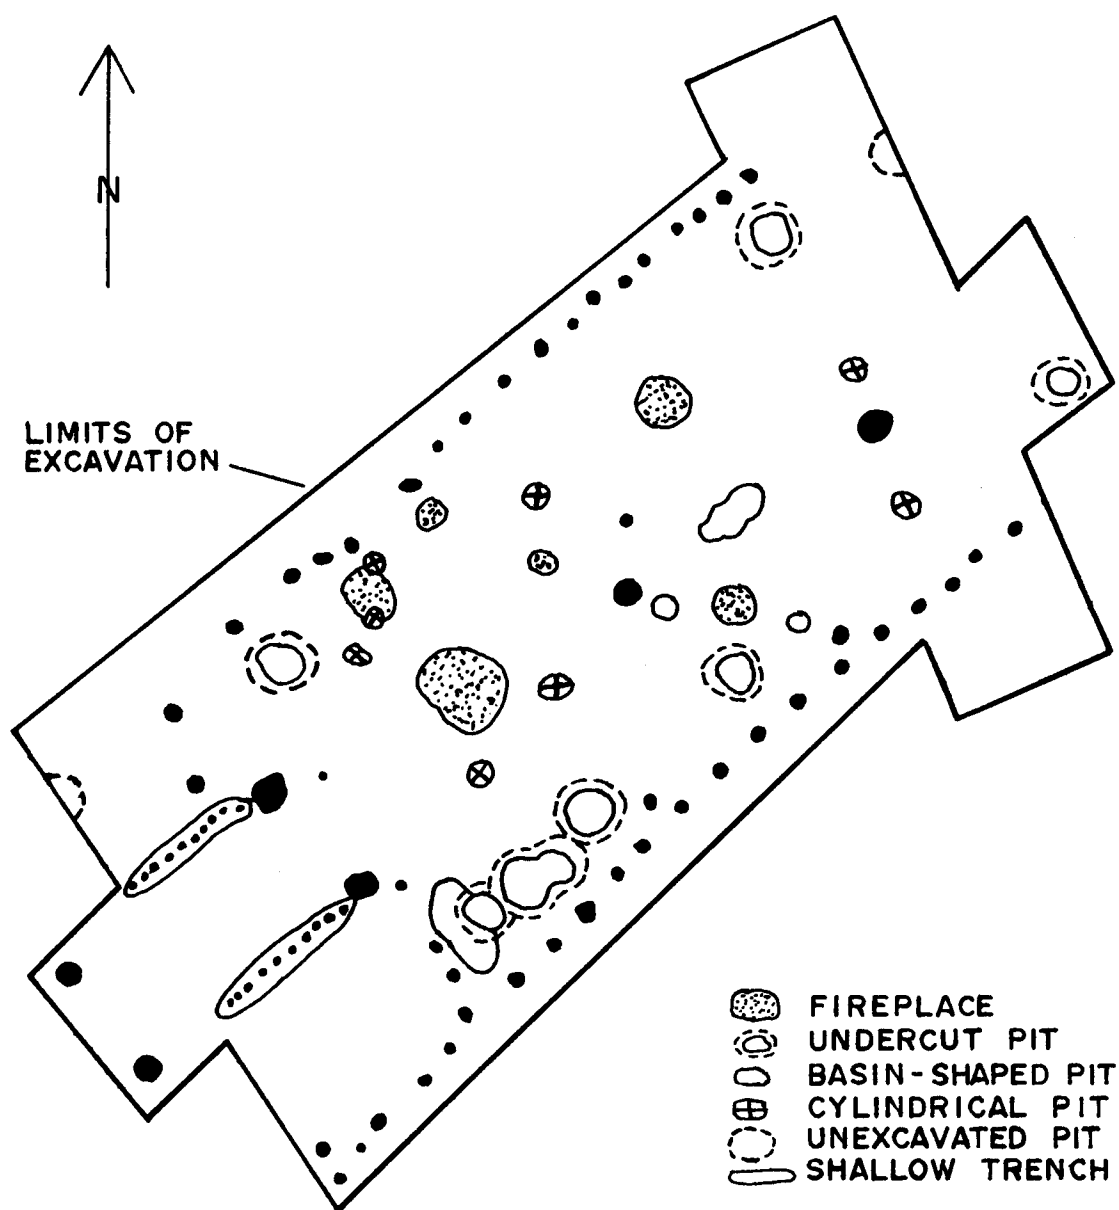 N
LIMITS OF
EXCAVATION
FIREPLACE
UNDERCUT PIT
BASIN-SHAPED PIT
CYLINDRICAL PIT
UNEXCAVATED PIT
SHALLOW TRENCH